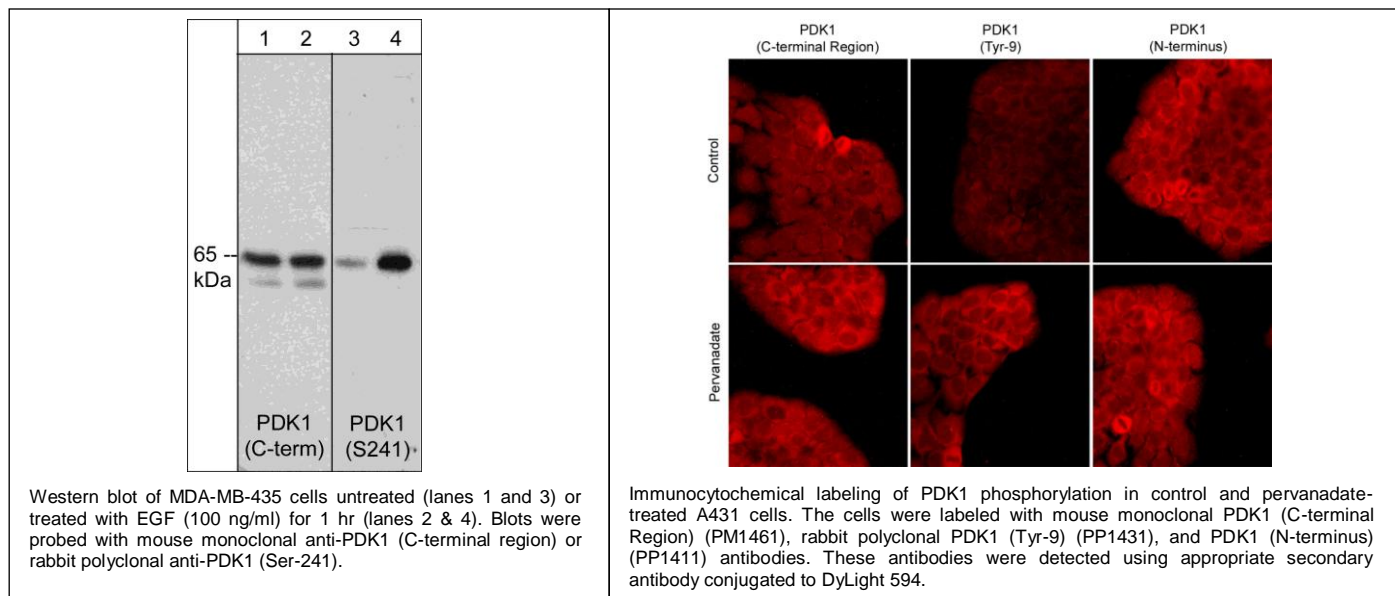 1 2 3 4
65 --
kDa
PDK1
(C-term)
PDK1
(S241)
Western blot of MDA-MB-435 cells untreated (lanes 1 and 3) or
treated with EGF (100 ng/ml) for 1 hr (lanes 2 & 4). Blots were
probed with mouse monoclonal anti-PDK1 (C-terminal region) or
rabbit polyclonal anti-PDK1 (Ser-241).
PDK1
(C-terminal Region)
PDK1
(Tyr-9)
PDK1
(N-terminus)
Control
Pervanadate
Immunocytochemical labeling of PDK1 phosphorylation in control and pervanadate-
treated A431 cells. The cells were labeled with mouse monoclonal PDK1 (C-terminal
Region) (PM1461), rabbit polyclonal PDK1 (Tyr-9) (PP1431), and PDK1 (N-terminus)
(PP1411) antibodies. These antibodies were detected using appropriate secondary
antibody conjugated to DyLight 594.